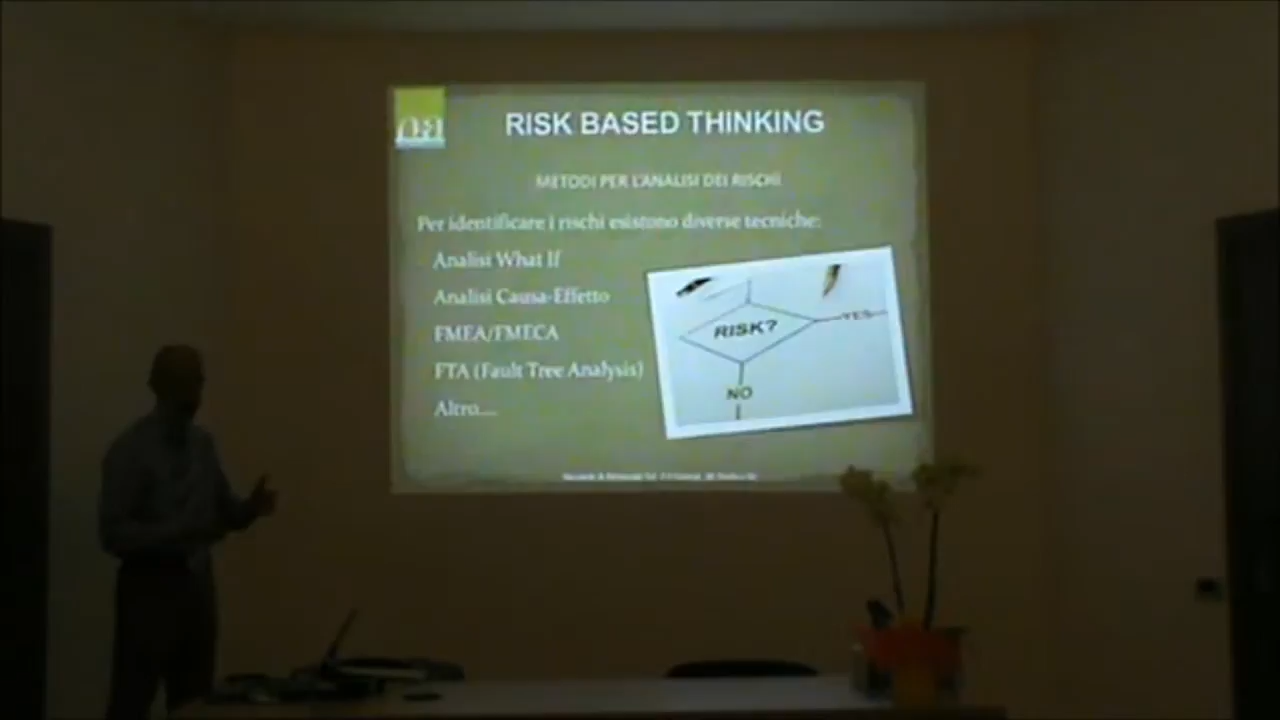 RISK BASED THINKING
METODI PER L'ANALISI DEI RISCHI
Per identificare i rischi esistono diverse tecniche:
Analisi What If
Analisi Causa-Effetto
FMEA/FMECA
FTA (Fault Tree Analysis)
Altro....
RISK?
YES
NO